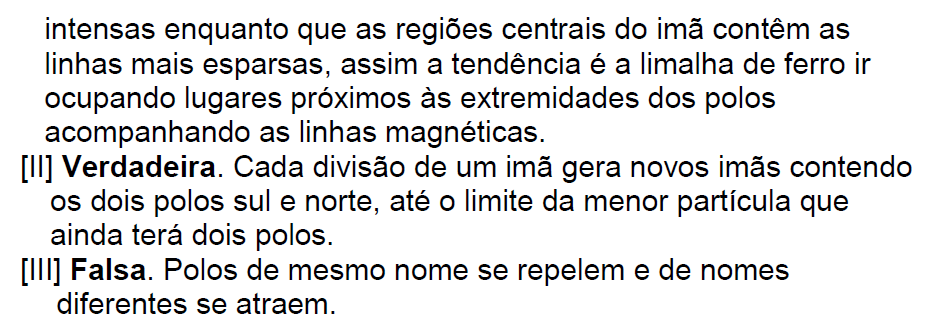 intensas enquanto que as regiões centrais do imã contêm as
linhas mais esparsas, assim a tendência é a limalha de ferro ir
ocupando lugares próximos às extremidades dos polos
acompanhando as linhas magnéticas.
[II] Verdadeira. Cada divisão de um imã gera novos imãs contendo
os dois polos sul e norte, até o limite da menor partícula que
ainda terá dois polos.
[III] Falsa. Polos de mesmo nome se repelem e de nomes
diferentes se atraem.